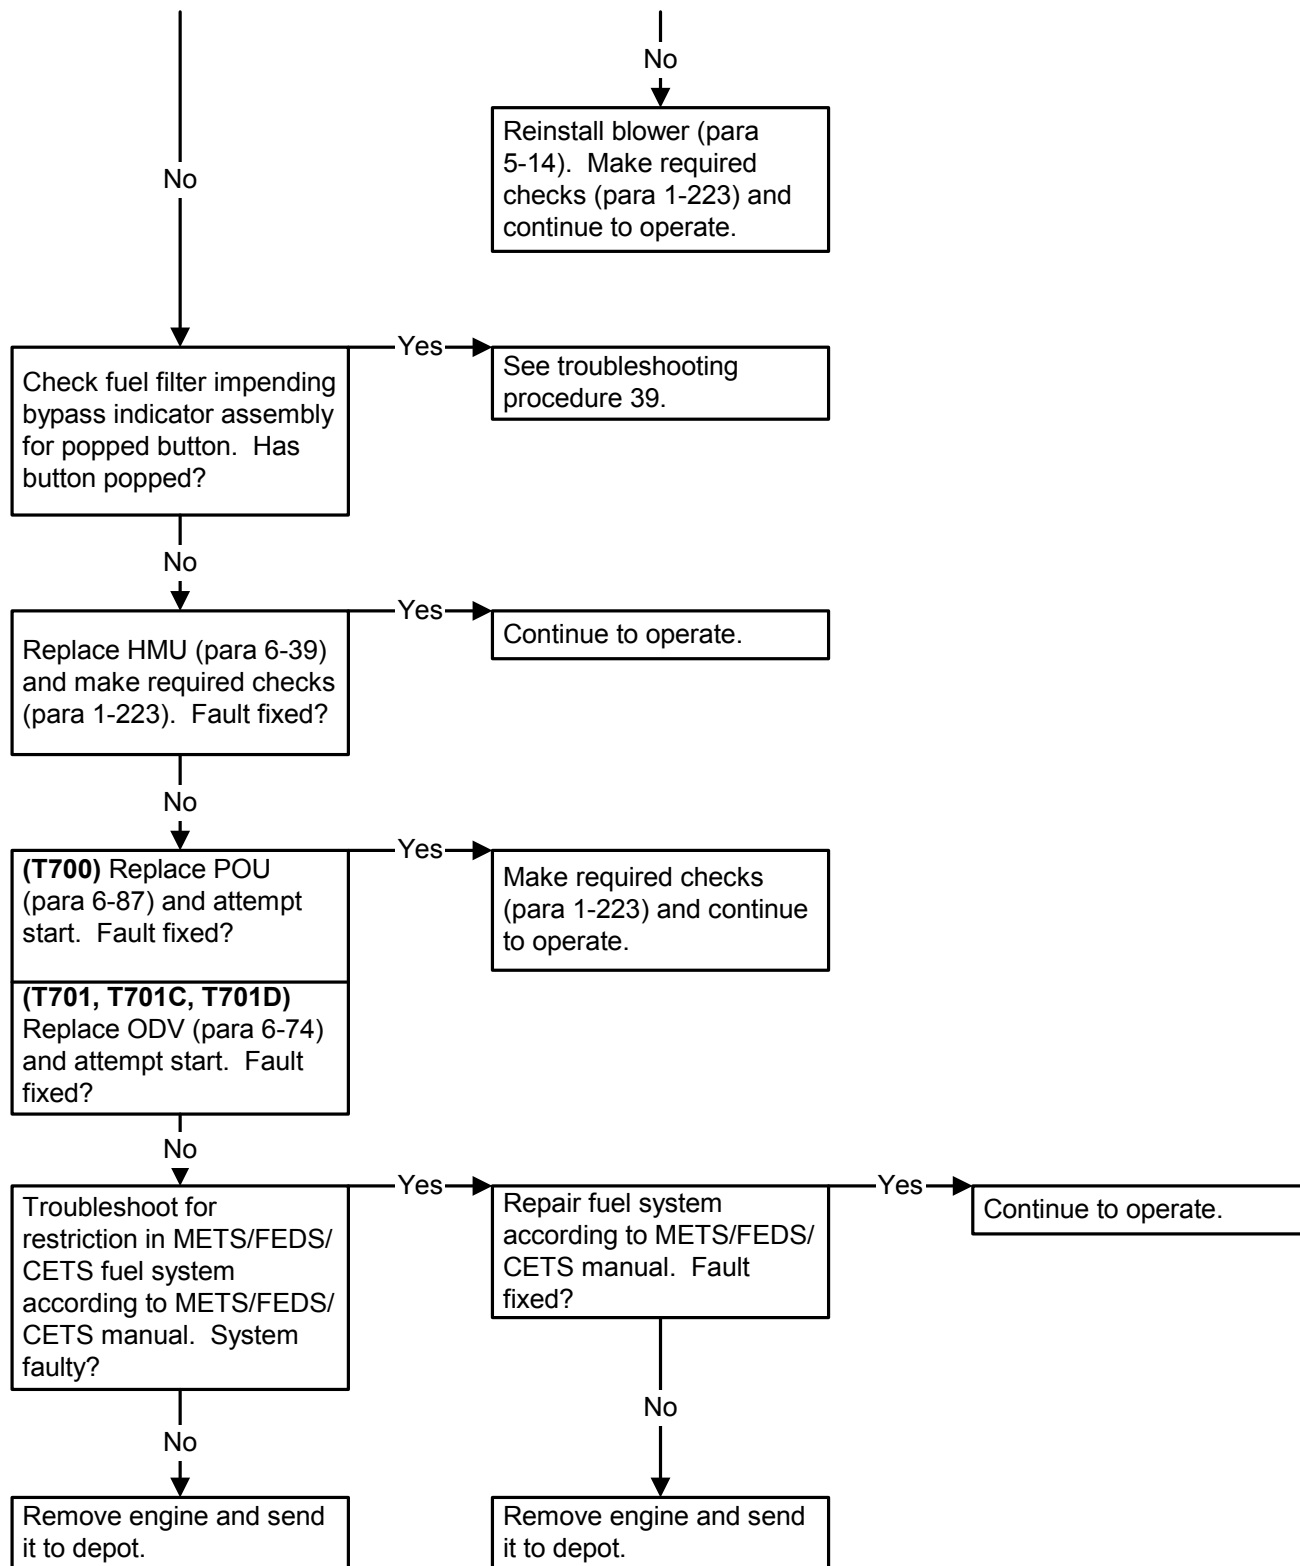 No
Reinstall blower (para
5-14).  Make required
checks (para 1-223) and
continue to operate.
No
Check fuel filter impending
bypass indicator assembly
for popped button.  Has
button popped?
Yes
See troubleshooting
procedure 39.
No
Replace HMU (para 6-39)
and make required checks
(para 1-223).  Fault fixed?
Yes
Continue to operate.
No
(T700) Replace POU
(para 6-87) and attempt
start.  Fault fixed?
Yes
Make required checks
(para 1-223) and continue
to operate.
(T701, T701C, T701D)
Replace ODV (para 6-74)
and attempt start.  Fault
fixed?
No
Troubleshoot for
restriction in METS/FEDS/
CETS fuel system
according to METS/FEDS/
CETS manual.  System
faulty?
Yes
Repair fuel system
according to METS/FEDS/
CETS manual.  Fault
fixed?
Yes
Continue to operate.
No
No
Remove engine and send
it to depot.
Remove engine and send
it to depot.